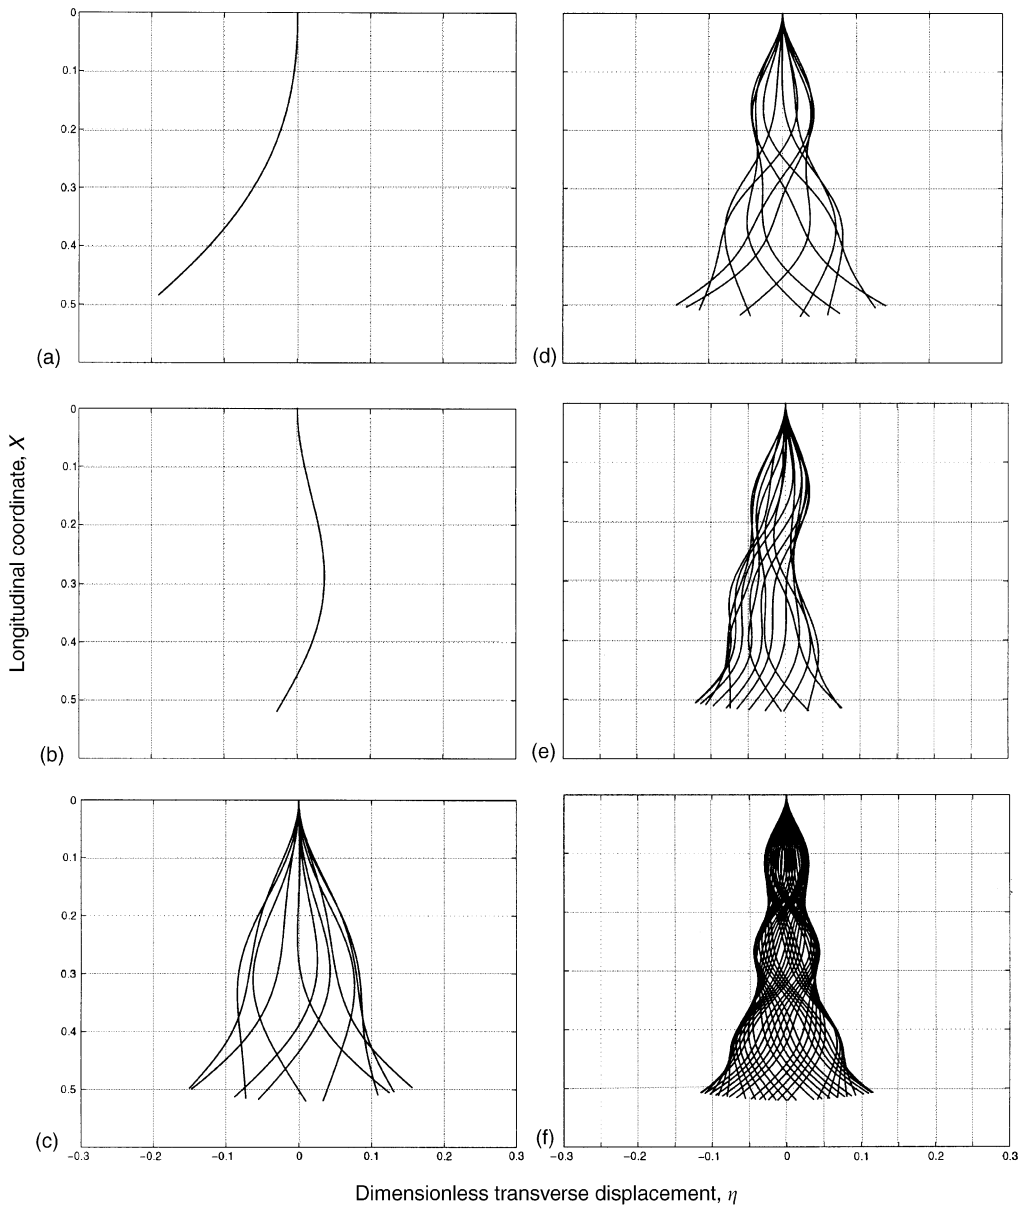 0
0.1
0.2
0.3
0.4
0.5
(a)
(d)
0
0.1
0.2
0.3
0.4
0.5
(b)
(e)
Longitudinal coordinate, X
0
0.1
0.2
0.3
0.4
0.5
(c)
(f)
−0.3 −0.2 −0.1 0 0.1 0.2 0.3
−0.3 −0.2 −0.1 0 0.1 0.2 0.3
Dimensionless transverse displacement, η